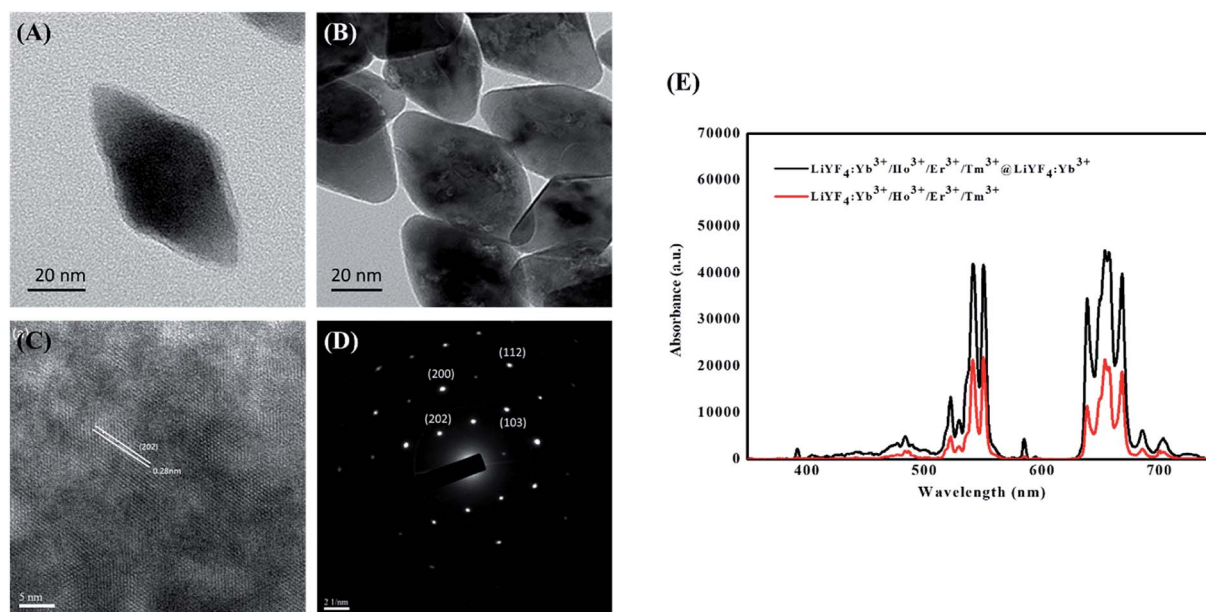 (A)
20 nm
(B)
20 nm
(C)
(202)
0.28nm
5 nm
(D)
(112)
(200)
(202)
(103)
2 1/nm
(E)
70000
60000
50000
40000
30000
20000
10000
0
Absorbance (a.u.)
LiYF4:Yb3+/Ho3+/Er3+/Tm3+@LiYF4:Yb3+
LiYF4:Yb3+/Ho3+/Er3+/Tm3+
400 500 600 700
Wavelength (nm)